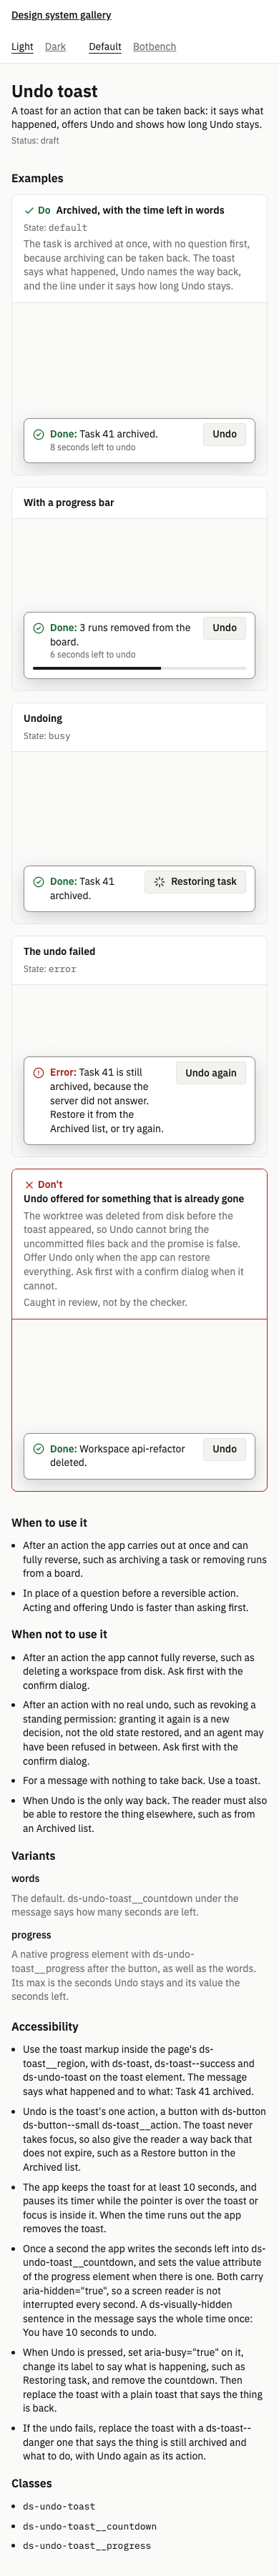 Design system gallery
Light Dark Default Botbench
Undo toast
A toast for an action that can be taken back: it says what
happened, offers Undo and shows how long Undo stays.
Status: draft
Examples
Do Archived, with the time left in words
State: default
The task is archived at once, with no question first,
because archiving can be taken back. The toast
says what happened, Undo names the way back,
and the line under it says how long Undo stays.
Done: Task 41 archived.
Undo
8 seconds left to undo
With a progress bar
Done: 3 runs removed from the
board.
Undo
6 seconds left to undo
Undoing
State: busy
Done: Task 41
archived.
Restoring task
The undo failed
State: error
Error: Task 41 is still
archived, because the
server did not answer.
Restore it from the
Archived list, or try again.
Undo again
Don't
Undo offered for something that is already gone
The worktree was deleted from disk before the
toast appeared, so Undo cannot bring the
uncommitted files back and the promise is false.
Offer Undo only when the app can restore
everything. Ask first with a confirm dialog when it
cannot.
Caught in review, not by the checker.
Done: Workspace api-refactor
deleted.
Undo
When to use it
• After an action the app carries out at once and can
fully reverse, such as archiving a task or removing runs
from a board.
• In place of a question before a reversible action.
Acting and offering Undo is faster than asking first.
When not to use it
• After an action the app cannot fully reverse, such as
deleting a workspace from disk. Ask first with the
confirm dialog.
• After an action with no real undo, such as revoking a
standing permission: granting it again is a new
decision, not the old state restored, and an agent may
have been refused in between. Ask first with the
confirm dialog.
• For a message with nothing to take back. Use a toast.
• When Undo is the only way back. The reader must also
be able to restore the thing elsewhere, such as from
an Archived list.
Variants
words
The default. ds-undo-toast__countdown under the
message says how many seconds are left.
progress
A native progress element with ds-undo-
toast__progress after the button, as well as the words.
Its max is the seconds Undo stays and its value the
seconds left.
Accessibility
• Use the toast markup inside the page's ds-
toast__region, with ds-toast, ds-toast--success and
ds-undo-toast on the toast element. The message
says what happened and to what: Task 41 archived.
• Undo is the toast's one action, a button with ds-button
ds-button--small ds-toast__action. The toast never
takes focus, so also give the reader a way back that
does not expire, such as a Restore button in the
Archived list.
• The app keeps the toast for at least 10 seconds, and
pauses its timer while the pointer is over the toast or
focus is inside it. When the time runs out the app
removes the toast.
• Once a second the app writes the seconds left into ds-
undo-toast__countdown, and sets the value attribute
of the progress element when there is one. Both carry
aria-hidden="true", so a screen reader is not
interrupted every second. A ds-visually-hidden
sentence in the message says the whole time once:
You have 10 seconds to undo.
• When Undo is pressed, set aria-busy="true" on it,
change its label to say what is happening, such as
Restoring task, and remove the countdown. Then
replace the toast with a plain toast that says the thing
is back.
• If the undo fails, replace the toast with a ds-toast--
danger one that says the thing is still archived and
what to do, with Undo again as its action.
Classes
• ds-undo-toast
• ds-undo-toast__countdown
• ds-undo-toast__progress